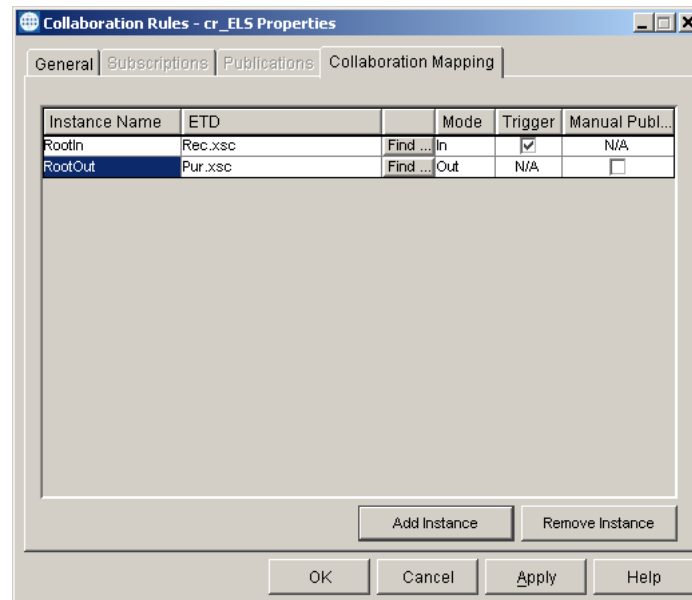 Collaboration Rules - cr_ELS Properties
General Subscriptions Publications Collaboration Mapping
Instance Name ETD Mode Trigger Manual Publ...
RootIn Rec.xsc Find ... In N/A
RootOut Pur.xsc Find ... Out N/A
Add Instance Remove Instance
OK Cancel Apply Help